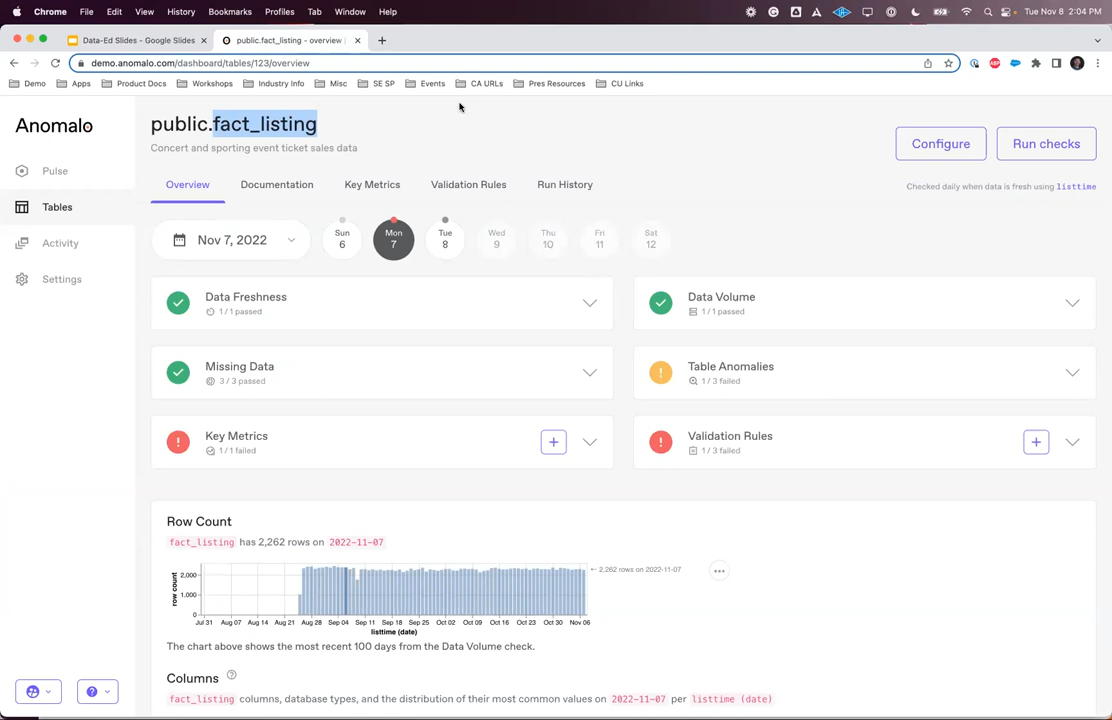 Chrome File Edit View History Bookmarks Profiles Tab Window Help Tue Nov 8 2:04 PM
Data-Ed Slides - Google Slides public.fact_listing - overview |
demo.anomalo.com/dashboard/tables/123/overview
Demo Apps Product Docs Workshops Industry Info Misc SE SP Events CA URLs Pres Resources CU Links
Anomalo
Pulse
Tables
Activity
Settings
public.fact_listing
Concert and sporting event ticket sales data
Configure Run checks
Overview Documentation Key Metrics Validation Rules Run History
Checked daily when data is fresh using listtime
Nov 7, 2022
Sun 6
Mon 7
Tue 8
Wed 9
Thu 10
Fri 11
Sat 12
Data Freshness
1 / 1 passed
Data Volume
1 / 1 passed
Missing Data
3 / 3 passed
Table Anomalies
1 / 3 failed
Key Metrics
1 / 1 failed
Validation Rules
1 / 3 failed
Row Count
fact_listing has 2,262 rows on 2022-11-07
row count
2,000
1,000
0
← 2,262 rows on 2022-11-07
Jul 31 Aug 07 Aug 14 Aug 21 Aug 28 Sep 04 Sep 11 Sep 18 Sep 25 Oct 02 Oct 09 Oct 16 Oct 23 Oct 30 Nov 06
listtime (date)
The chart above shows the most recent 100 days from the Data Volume check.
Columns
fact_listing columns, database types, and the distribution of their most common values on 2022-11-07 per listtime (date)